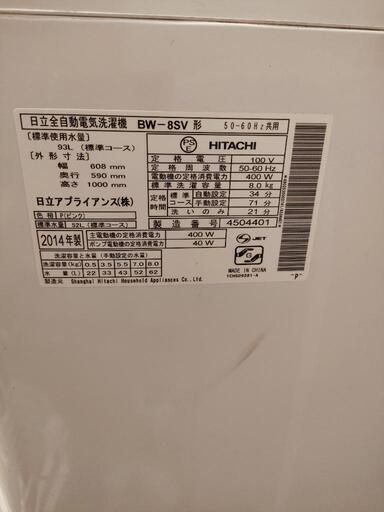 日立全自動電気洗濯機 BW-8SV 形 50-60Hz共用
[標準使用水量]
93L (標準コース)
[外形寸法]
幅 608 mm
奥行 590 mm
高さ 1000 mm
日立アプライアンス(株)
色相 P(ピンク)
標準水量 52L (標準コース)
2014年製
PS E HITACHI
定格電圧 100 V
定格周波数 50-60 Hz
電動機の定格消費電力 400 W
標準洗濯容量 8.0 kg
定格時間 標準コース 自動設定 34 分
手動設定 71 分
洗いのみ 21 分
製造番号 4504401
主電動機の定格消費電力 400 W
ポンプ電動機の定格消費電力 40 W
洗濯容量と水量 (手動設定の水量)
洗濯容量(kg) 0.5 3.5 5.5 7.0 8.0
水量(L) 22 33 43 52 62
製造元 Shanghai Hitachi Household Appliances Co., Ltd.
S JET
MADE IN CHINA
-P-